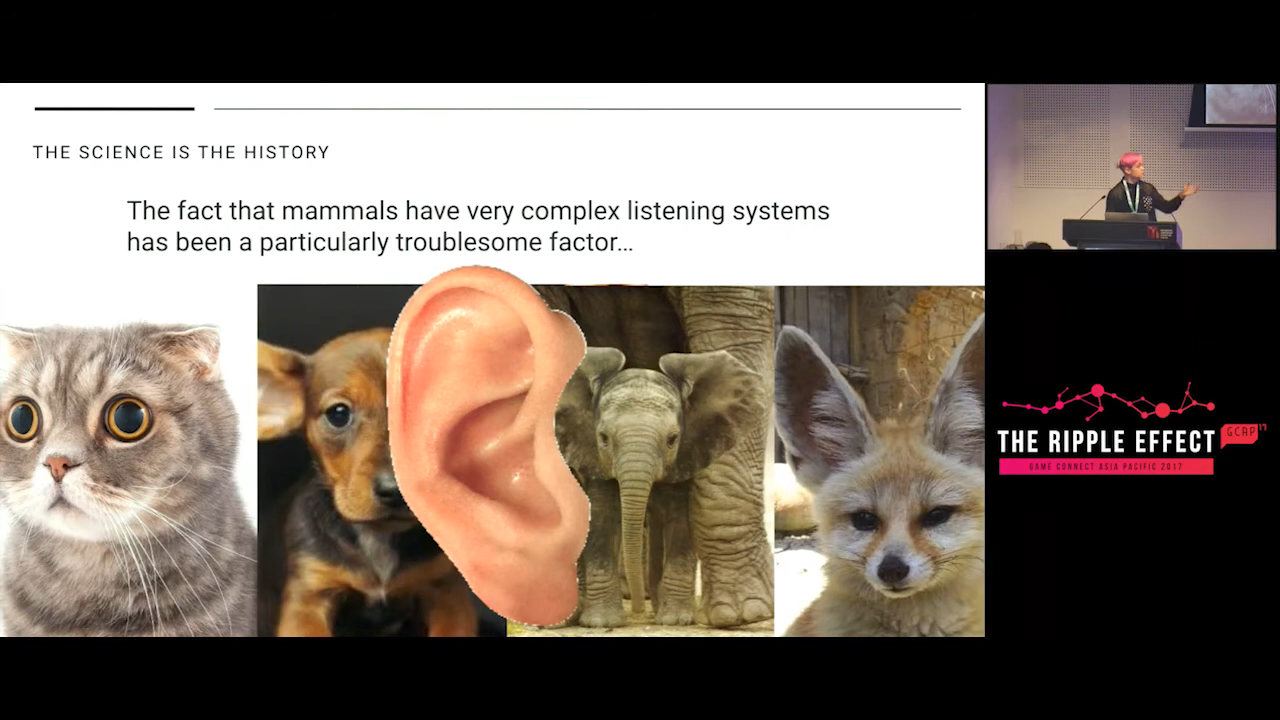 THE SCIENCE IS THE HISTORY
The fact that mammals have very complex listening systems
has been a particularly troublesome factor...
THE RIPPLE EFFECT
GCAP'17
GAME CONNECT ASIA PACIFIC 2017